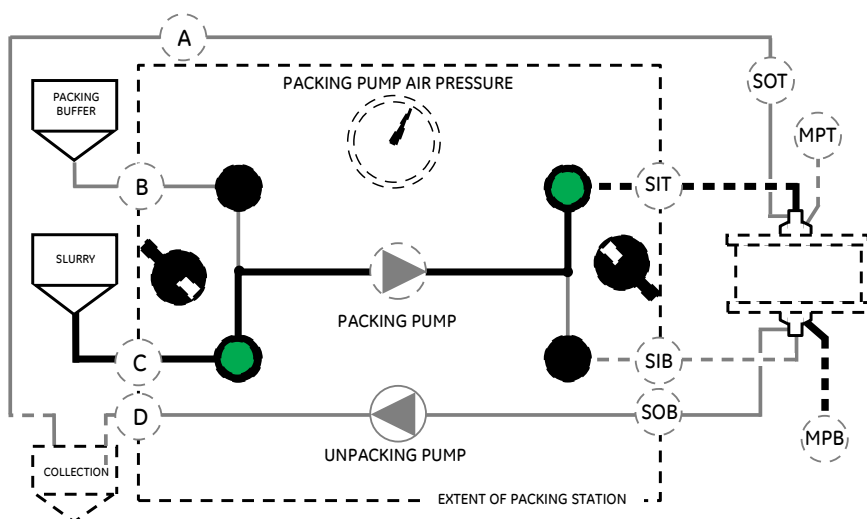 A
PACKING PUMP AIR PRESSURE
PACKING
BUFFER
SOT
MPT
B
SIT
SLURRY
PACKING PUMP
C
SIB
D
SOB
MPB
UNPACKING PUMP
COLLECTION
EXTENT OF PACKING STATION